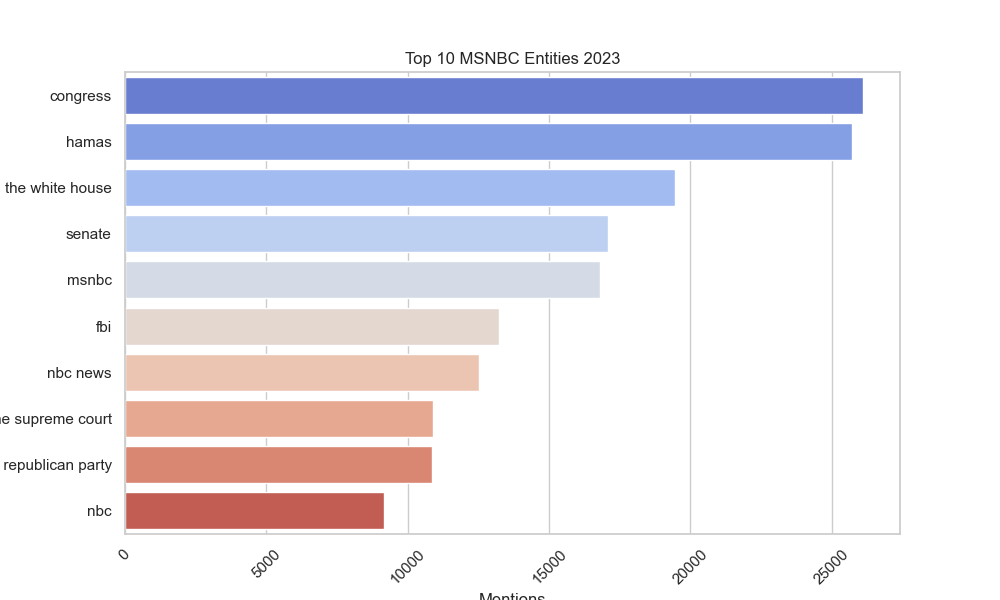 Top 10 MSNBC Entities 2023
congress
hamas
the white house
senate
msnbc
fbi
nbc news
he supreme court
republican party
nbc
0
5000
10000
15000
20000
25000
Mentions